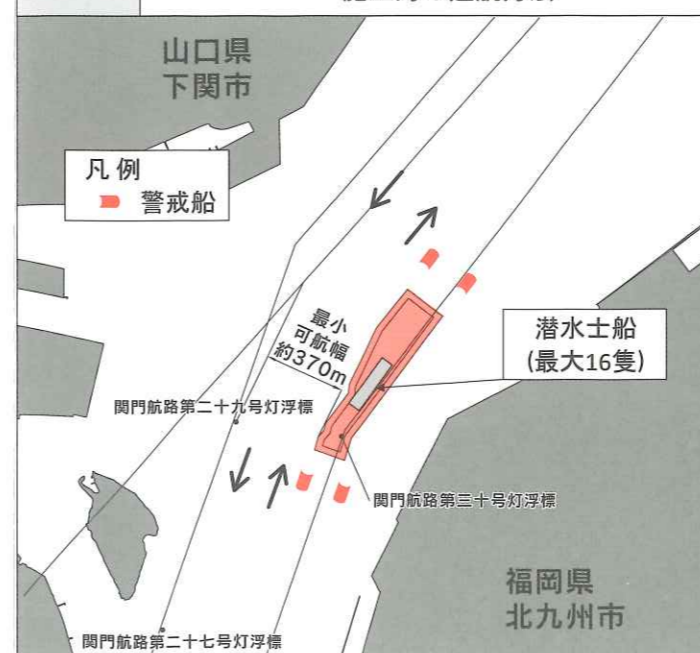 山口県
下関市
凡例
警戒船
最小
可航幅
約370m
潜水士船
(最大16隻)
関門航路第二十九号灯浮標
関門航路第三十号灯浮標
福岡県
北九州市
関門航路第二十七号灯浮標